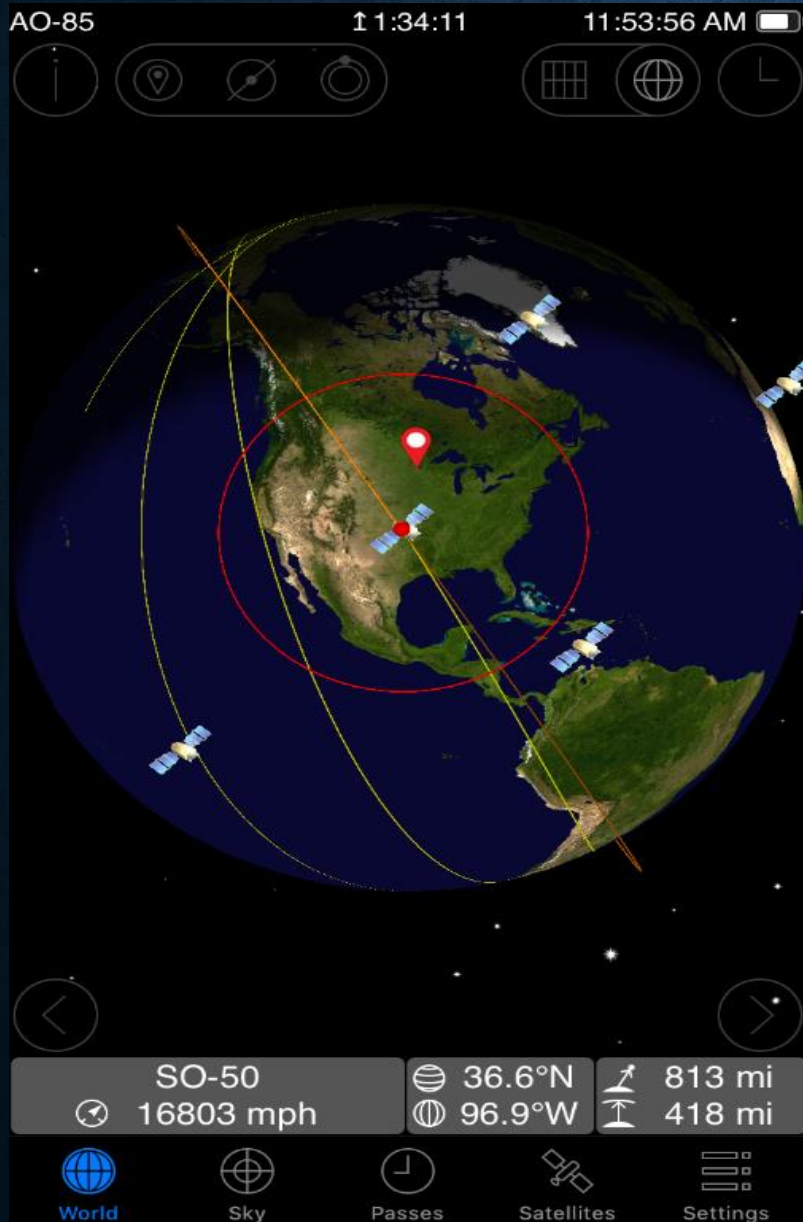 AO-85 ↥1:34:11 11:53:56 AM
SO-50
16803 mph
36.6°N
96.9°W
813 mi
418 mi
World Sky Passes Satellites Settings